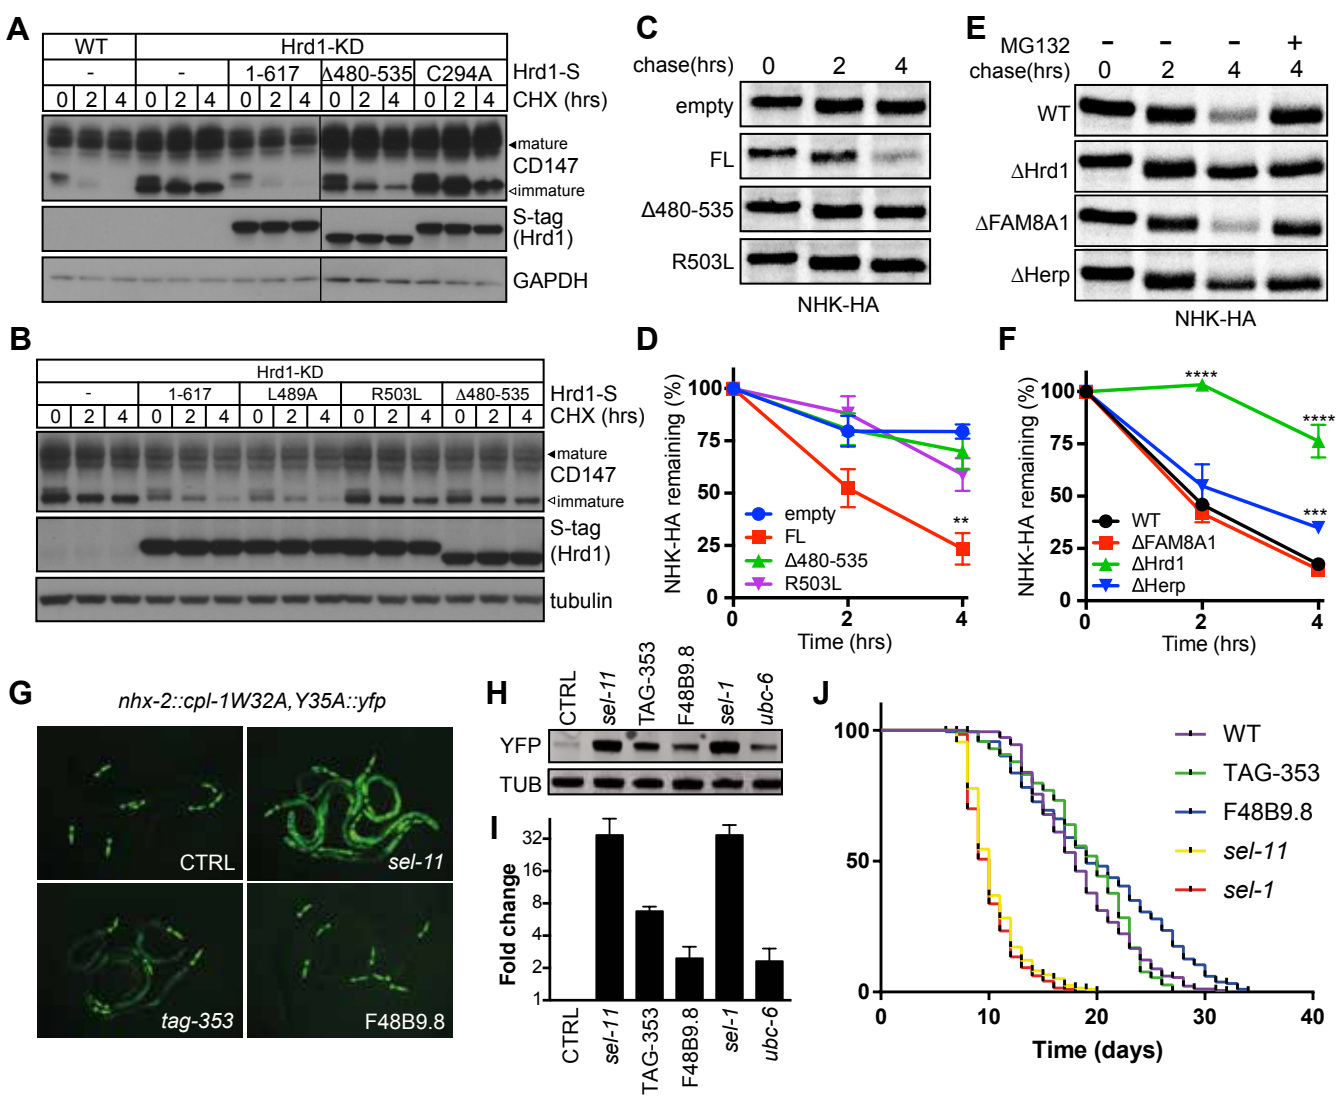 A
WT Hrd1-KD
- - 1-617 Δ480-535 C294A Hrd1-S
0 2 4 0 2 4 0 2 4 0 2 4 0 2 4 CHX (hrs)
◂mature
CD147
◃immature
S-tag
(Hrd1)
GAPDH
B
Hrd1-KD
- 1-617 L489A R503L Δ480-535 Hrd1-S
0 2 4 0 2 4 0 2 4 0 2 4 0 2 4 CHX (hrs)
◂mature
CD147
◃immature
S-tag
(Hrd1)
tubulin
C
chase(hrs) 0 2 4
empty
FL
Δ480-535
R503L
NHK-HA
D
NHK-HA remaining (%)
100
75
50
25
0
0 2 4
Time (hrs)
**
empty
FL
Δ480-535
R503L
E
MG132 - - - +
chase(hrs) 0 2 4 4
WT
ΔHrd1
ΔFAM8A1
ΔHerp
NHK-HA
F
NHK-HA remaining (%)
100
75
50
25
0
0 2 4
Time (hrs)
****
****
***
WT
ΔFAM8A1
ΔHrd1
ΔHerp
G
nhx-2::cpl-1W32A,Y35A::yfp
CTRL
sel-11
tag-353
F48B9.8
H
CTRL sel-11 TAG-353 F48B9.8 sel-1 ubc-6
YFP
TUB
I
Fold change
32
16
8
4
2
1
CTRL sel-11 TAG-353 F48B9.8 sel-1 ubc-6
J
100
50
0
0 10 20 30 40
Time (days)
WT
TAG-353
F48B9.8
sel-11
sel-1